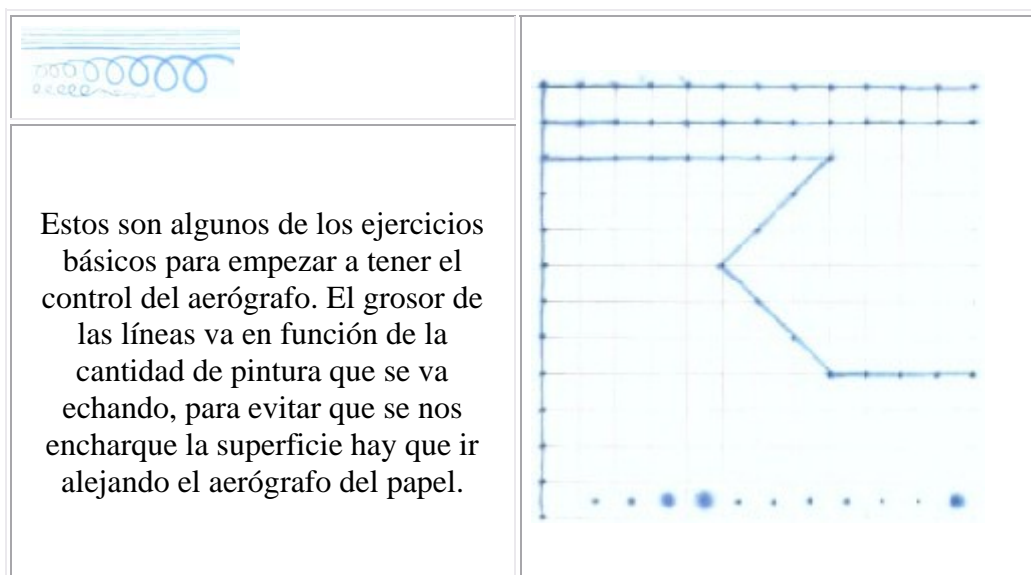 Estos son algunos de los ejercicios
básicos para empezar a tener el
control del aerógrafo. El grosor de
las líneas va en función de la
cantidad de pintura que se va
echando, para evitar que se nos
encharque la superficie hay que ir
alejando el aerógrafo del papel.